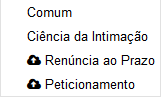 Comum
Ciência da Intimação
Renúncia ao Prazo
Peticionamento